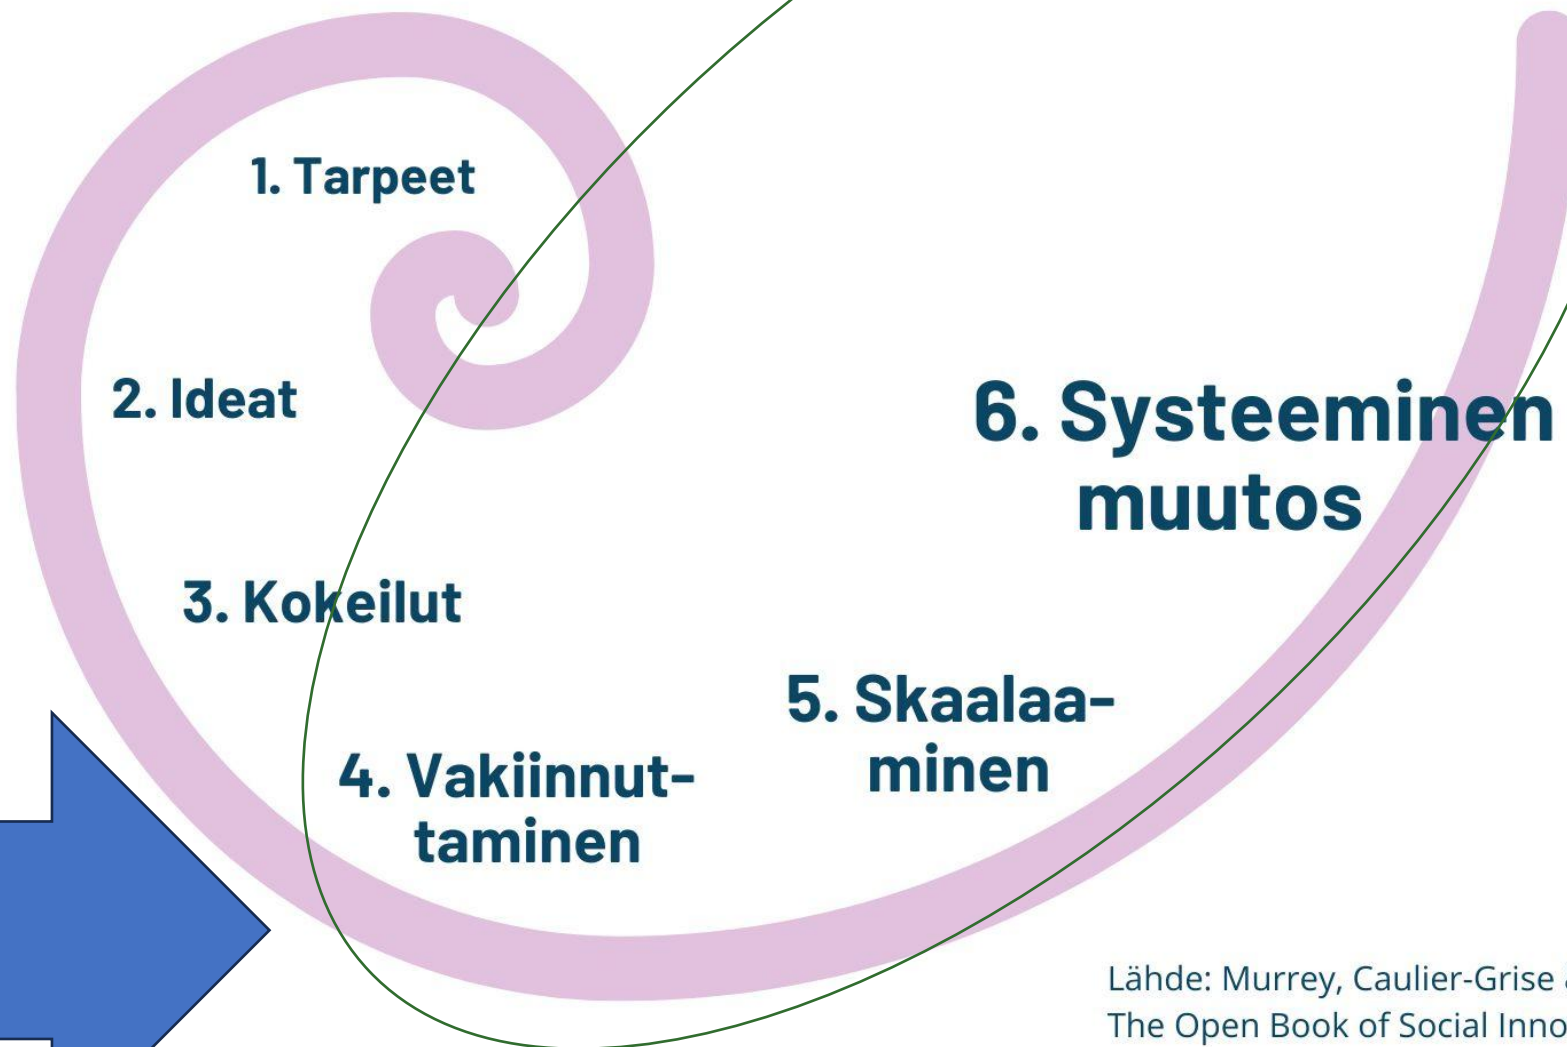 1. Tarpeet
2. Ideat
3. Kokeilut
4. Vakiinnut-
taminen
5. Skaalaa-
minen
6. Systeeminen
muutos
Lähde: Murrey, Caulier-Grise
The Open Book of Social Inno